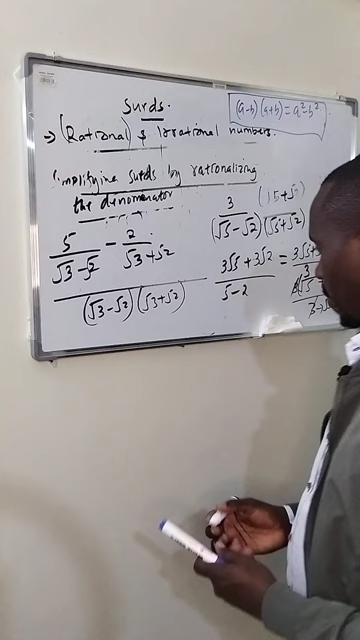 Surds.
(a-b)(a+b) = a²-b²
→ (Rational) & Irrational numbers.
Simplifying surds by rationalizing
the denominator
3 (√5+√2)
(√5-√2)(√5+√2)
5/(√3-√2) - 2/(√3+√2)
(√3-√2)(√3+√2)
3√5+3√2 =
5-2